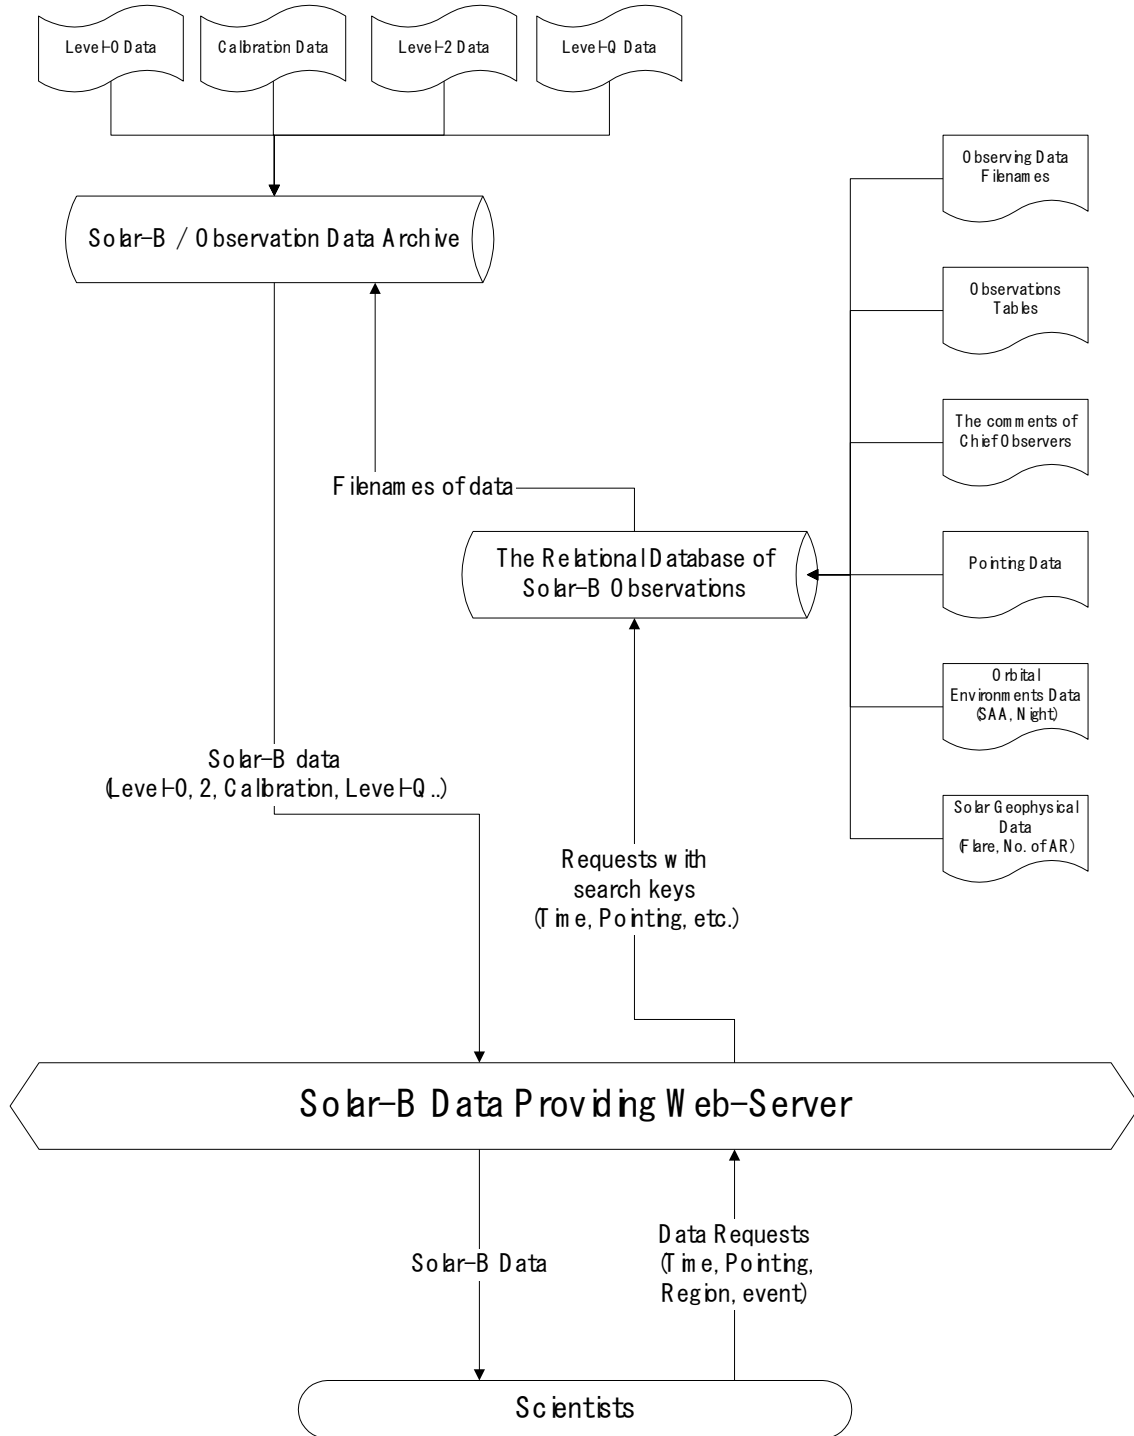 Level-0 Data
Calibration Data
Level-2 Data
Level-Q Data
Observing Data
Filenames
Solar-B / Observation Data Archive
Observations
Tables
The comments of
Chief Observers
Filenames of data
The Relational Database of
Solar-B Observations
Pointing Data
Orbital
Environments Data
(SAA, Night)
Solar-B data
(Level-0, 2, Calibration, Level-Q..)
Solar Geophysical
Data
(Flare, No. of AR)
Requests with
search keys
(Time, Pointing, etc.)
Solar-B Data Providing Web-Server
Solar-B Data
Data Requests
(Time, Pointing,
Region, event)
Scientists